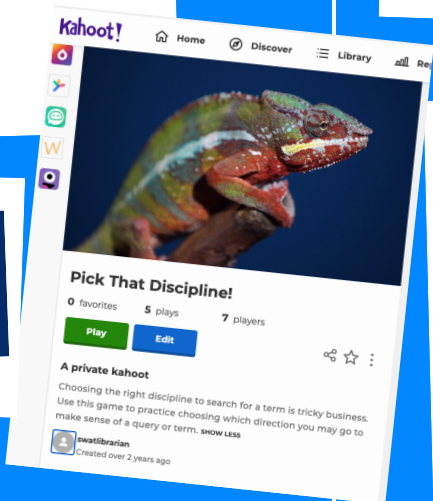 Kahoot!
Home
Discover
Library
Pick That Discipline!
0 favorites
5 plays
7 players
Play
Edit
A private kahoot
Choosing the right discipline to search for a term is tricky business.
Use this game to practice choosing which direction you may go to
make sense of a query or term. SHOW LESS
swatlibrarian
Created over 2 years ago